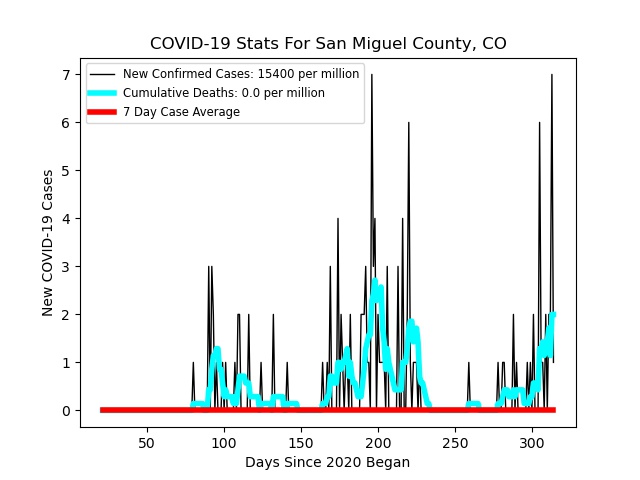 COVID-19 Stats For San Miguel County, CO
New Confirmed Cases: 15400 per million
Cumulative Deaths: 0.0 per million
7 Day Case Average
New COVID-19 Cases
7
6
5
4
3
2
1
0
50 100 150 200 250 300
Days Since 2020 Began